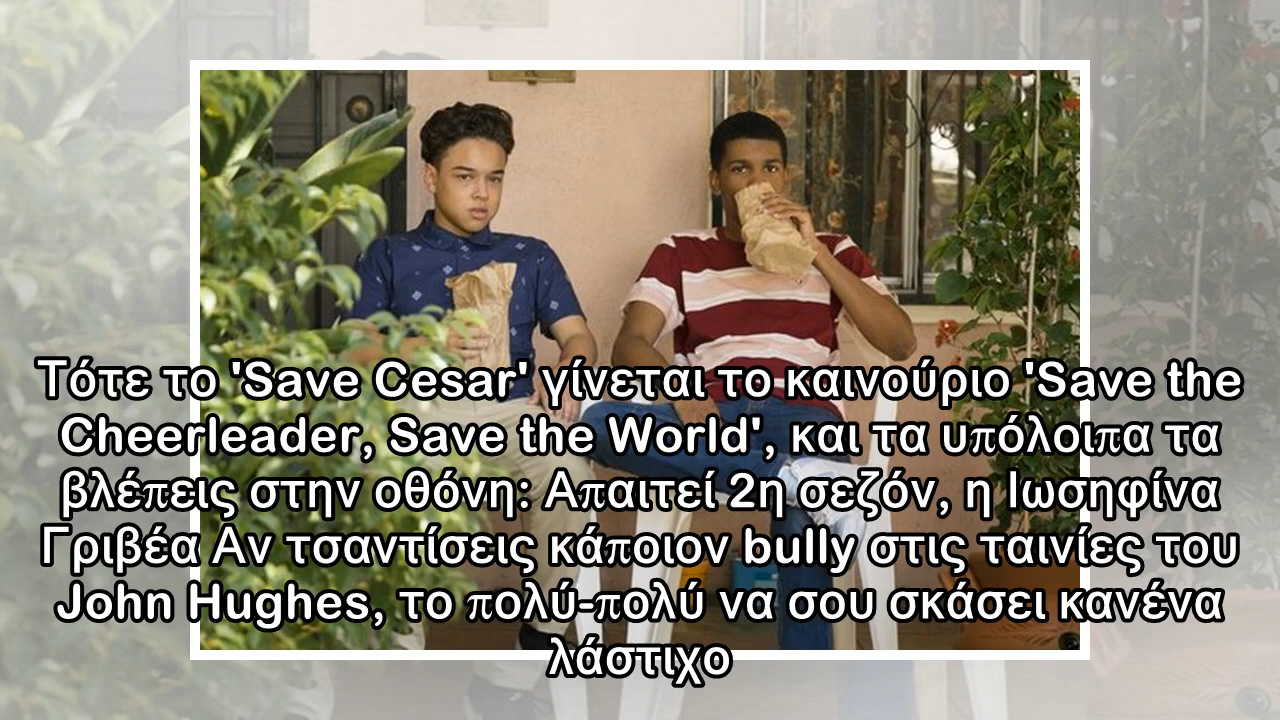 Τότε το 'Save Cesar' γίνεται το καινούριο 'Save the
Cheerleader, Save the World', και τα υπόλοιπα τα
βλέπεις στην οθόνη: Απαιτεί 2η σεζόν, η Ιωσηφίνα
Γριβέα Αν τσαντίσεις κάποιον bully στις ταινίες του
John Hughes, το πολύ-πολύ να σου σκάσει κανένα
λάστιχο